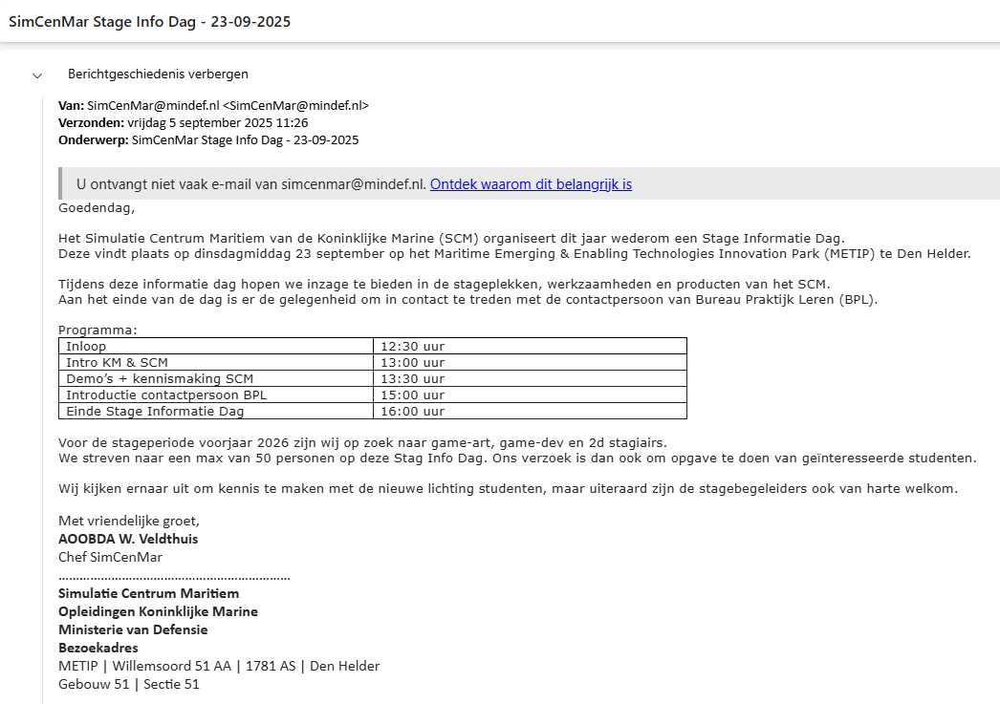 SimCenMar Stage Info Dag - 23-09-2025
Berichtgeschiedenis verbergen
Van: SimCenMar@mindef.nl <SimCenMar@mindef.nl>
Verzonden: vrijdag 5 september 2025 11:26
Onderwerp: SimCenMar Stage Info Dag - 23-09-2025
U ontvangt niet vaak e-mail van simcenmar@mindef.nl. Ontdek waarom dit belangrijk is
Goedendag,
Het Simulatie Centrum Maritiem van de Koninklijke Marine (SCM) organiseert dit jaar wederom een Stage Informatie Dag.
Deze vindt plaats op dinsdagmiddag 23 september op het Maritime Emerging & Enabling Technologies Innovation Park (METIP) te Den Helder.
Tijdens deze informatie dag hopen we inzage te bieden in de stageplekken, werkzaamheden en producten van het SCM.
Aan het einde van de dag is er de gelegenheid om in contact te treden met de contactpersoon van Bureau Praktijk Leren (BPL).
Programma:
Inloop 12:30 uur
Intro KM & SCM 13:00 uur
Demo's + kennismaking SCM 13:30 uur
Introductie contactpersoon BPL 15:00 uur
Einde Stage Informatie Dag 16:00 uur
Voor de stageperiode voorjaar 2026 zijn wij op zoek naar game-art, game-dev en 2d stagiairs.
We streven naar een max van 50 personen op deze Stag Info Dag. Ons verzoek is dan ook om opgave te doen van geïnteresseerde studenten.
Wij kijken ernaar uit om kennis te maken met de nieuwe lichting studenten, maar uiteraard zijn de stagebegeleiders ook van harte welkom.
Met vriendelijke groet,
AOOBDA W. Veldthuis
Chef SimCenMar
..................................................................
Simulatie Centrum Maritiem
Opleidingen Koninklijke Marine
Ministerie van Defensie
Bezoekadres
METIP | Willemsoord 51 AA | 1781 AS | Den Helder
Gebouw 51 | Sectie 51